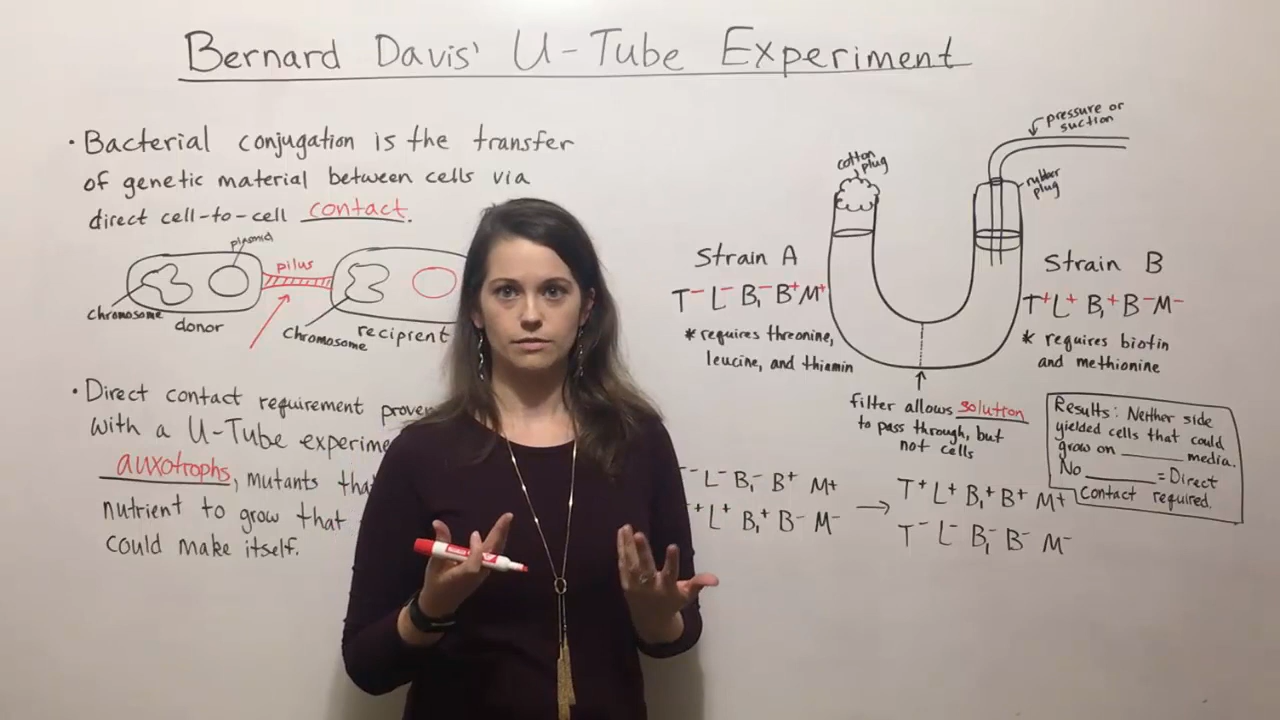 Bernard Davis' U-Tube Experiment
• Bacterial conjugation is the transfer
of genetic material between cells via
direct cell-to-cell contact.
plasmid
pilus
chromosome
donor
chromosome
recipient
• Direct contact requirement proven
with a U-Tube
auxotrophs, mutants
nutrient to grow that
could make itself.
pressure or
suction
cotton
plug
rubber
plug
Strain A
T⁻ L⁻ B₁⁻ B⁺ M⁺
* requires threonine,
leucine, and thiamin
Strain B
T⁺ L⁺ B₁⁺ B⁻ M⁻
* requires biotin
and methionine
filter allows solution
to pass through, but
not cells
Results: Neither side
yielded cells that could
grow on ______ media.
No ______ = Direct
Contact required.
L⁻ B₁⁻ B⁺ M+
⁺ L⁺ B₁⁺ B⁻ M⁻
→ T⁺ L⁺ B₁⁺ B⁺ M⁺
T⁻ L⁻ B₁⁻ B⁻ M⁻